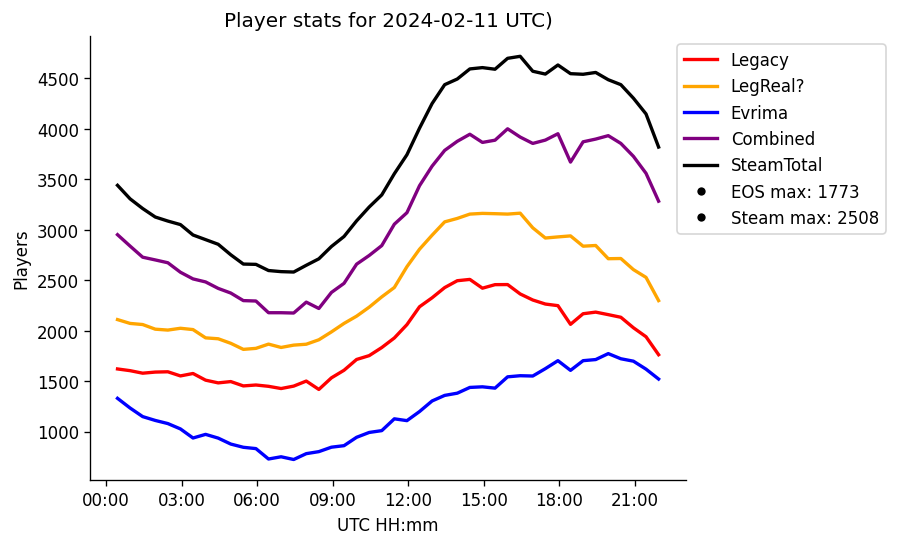 Player stats for 2024-02-11 UTC)
Legacy
LegReal?
Evrima
Combined
SteamTotal
EOS max: 1773
Steam max: 2508
Players
4500
4000
3500
3000
2500
2000
1500
1000
00:00 03:00 06:00 09:00 12:00 15:00 18:00 21:00
UTC HH:mm